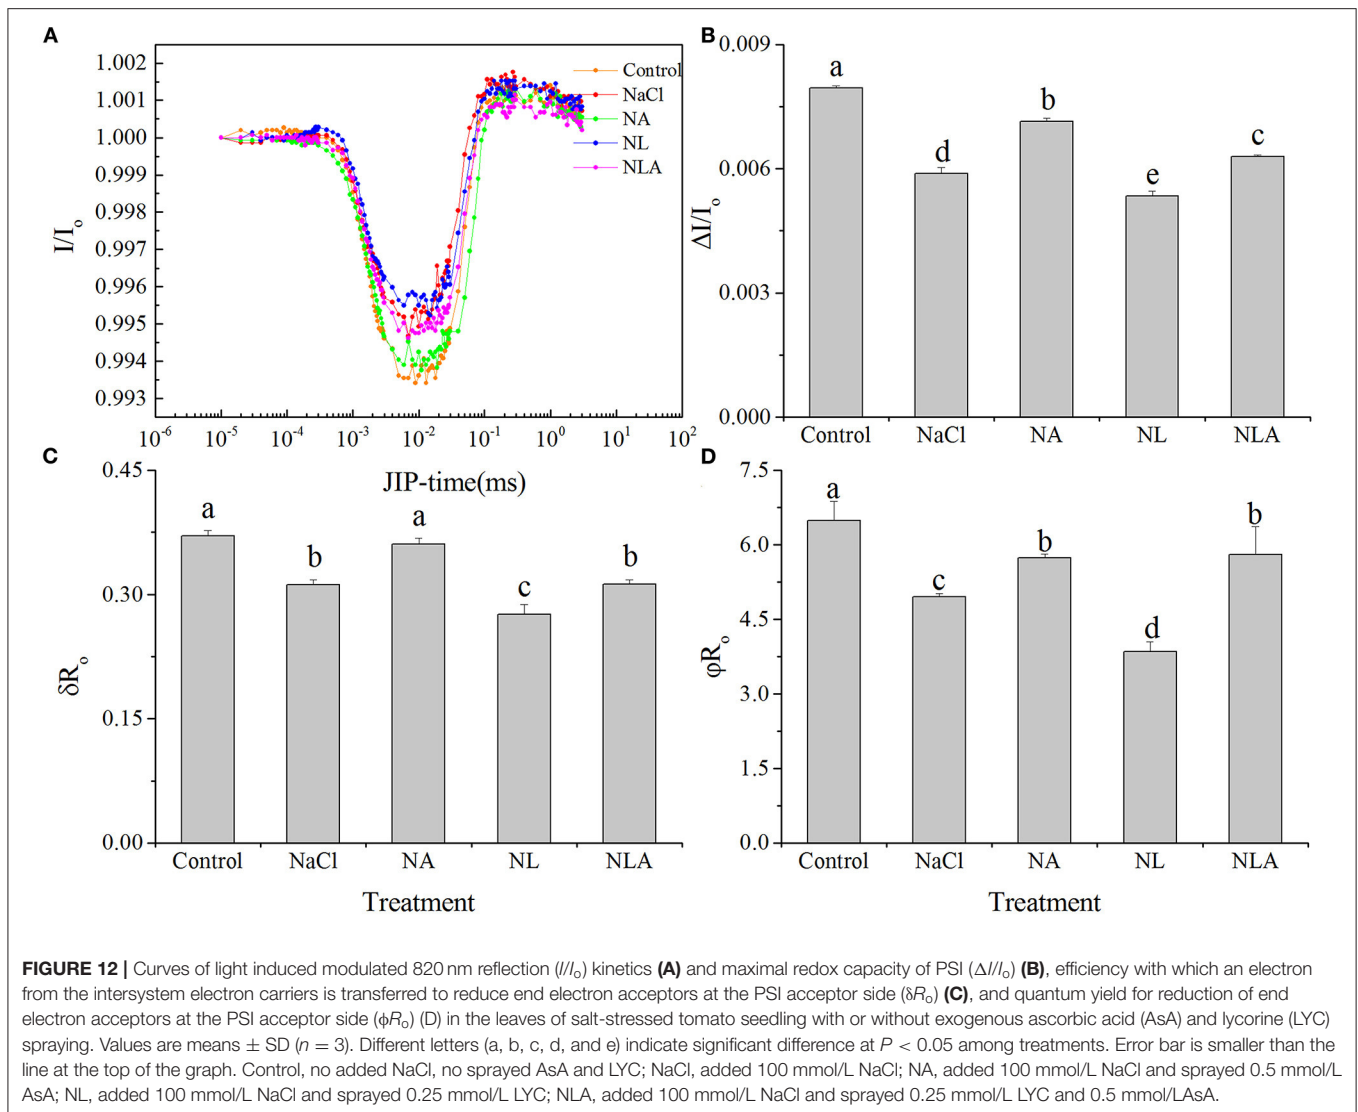 A
1.002
1.001
1.000
0.999
0.998
0.997
0.996
0.995
0.994
0.993
I/Io
Control
NaCl
NA
NL
NLA
10-6 10-5 10-4 10-3 10-2 10-1 100 101 102
JIP-time(ms)
B
0.009
0.006
0.003
0.000
ΔI/Io
a
d
b
e
c
Control NaCl NA NL NLA
C
0.45
0.30
0.15
0.00
δRo
a
b
a
c
b
Control NaCl NA NL NLA
Treatment
D
7.5
6.0
4.5
3.0
1.5
0.0
φRo
a
c
b
d
b
Control NaCl NA NL NLA
Treatment
FIGURE 12 | Curves of light induced modulated 820 nm reflection (I/Io) kinetics (A) and maximal redox capacity of PSI (ΔI/Io) (B), efficiency with which an electron
from the intersystem electron carriers is transferred to reduce end electron acceptors at the PSI acceptor side (δRo) (C), and quantum yield for reduction of end
electron acceptors at the PSI acceptor side (ϕRo) (D) in the leaves of salt-stressed tomato seedling with or without exogenous ascorbic acid (AsA) and lycorine (LYC)
spraying. Values are means ± SD (n = 3). Different letters (a, b, c, d, and e) indicate significant difference at P < 0.05 among treatments. Error bar is smaller than the
line at the top of the graph. Control, no added NaCl, no sprayed AsA and LYC; NaCl, added 100 mmol/L NaCl; NA, added 100 mmol/L NaCl and sprayed 0.5 mmol/L
AsA; NL, added 100 mmol/L NaCl and sprayed 0.25 mmol/L LYC; NLA, added 100 mmol/L NaCl and sprayed 0.25 mmol/L LYC and 0.5 mmol/LAsA.